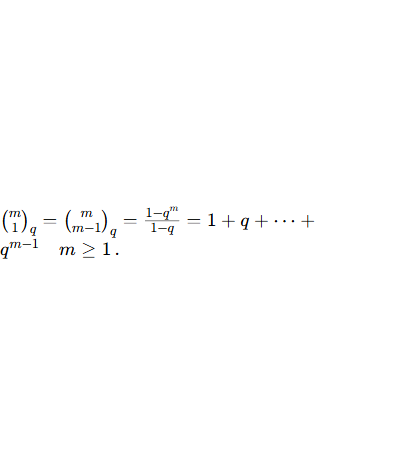 \binom{m}{1}_q = \binom{m}{m-1}_q = \frac{1-q^m}{1-q} = 1 + q + \cdots +
q^{m-1} \quad m \geq 1 .